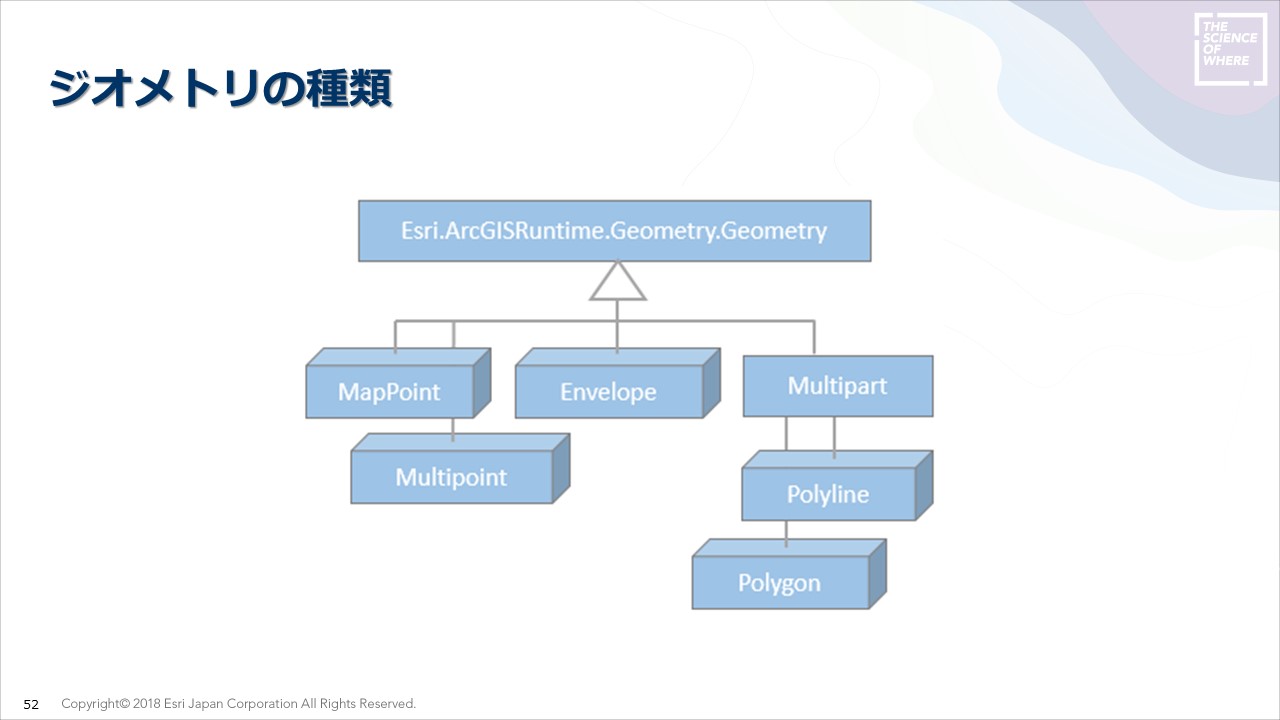 THE
SCIENCE
OF
WHERE
ジオメトリの種類
Esri.ArcGISRuntime.Geometry.Geometry
MapPoint
Envelope
Multipart
Multipoint
Polyline
Polygon
52 Copyright© 2018 Esri Japan Corporation All Rights Reserved.